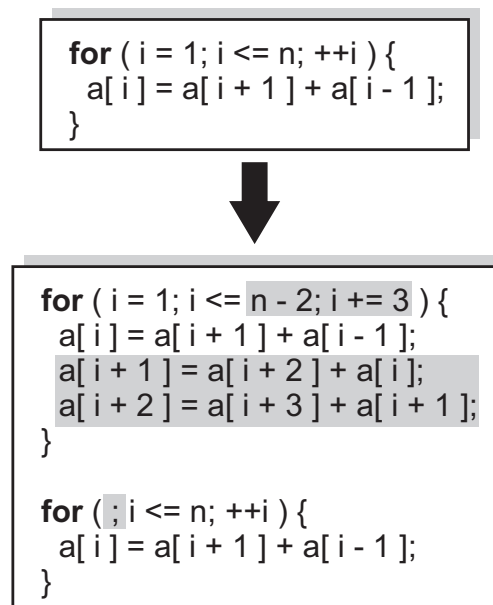 for ( i = 1; i <= n; ++i ) {
a[ i ] = a[ i + 1 ] + a[ i - 1 ];
}
for ( i = 1; i <= n - 2; i += 3 ) {
a[ i ] = a[ i + 1 ] + a[ i - 1 ];
a[ i + 1 ] = a[ i + 2 ] + a[ i ];
a[ i + 2 ] = a[ i + 3 ] + a[ i + 1 ];
}
for ( ; i <= n; ++i ) {
a[ i ] = a[ i + 1 ] + a[ i - 1 ];
}